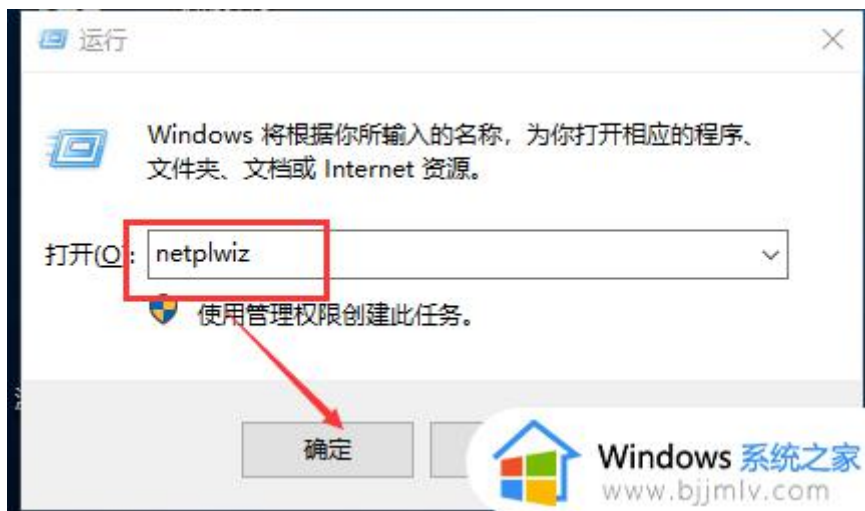 运行
Windows 将根据你所输入的名称，为你打开相应的程序、
文件夹、文档或 Internet 资源。
打开(O):
netplwiz
使用管理权限创建此任务。
确定
Windows 系统之家
www.bjjmlv.com